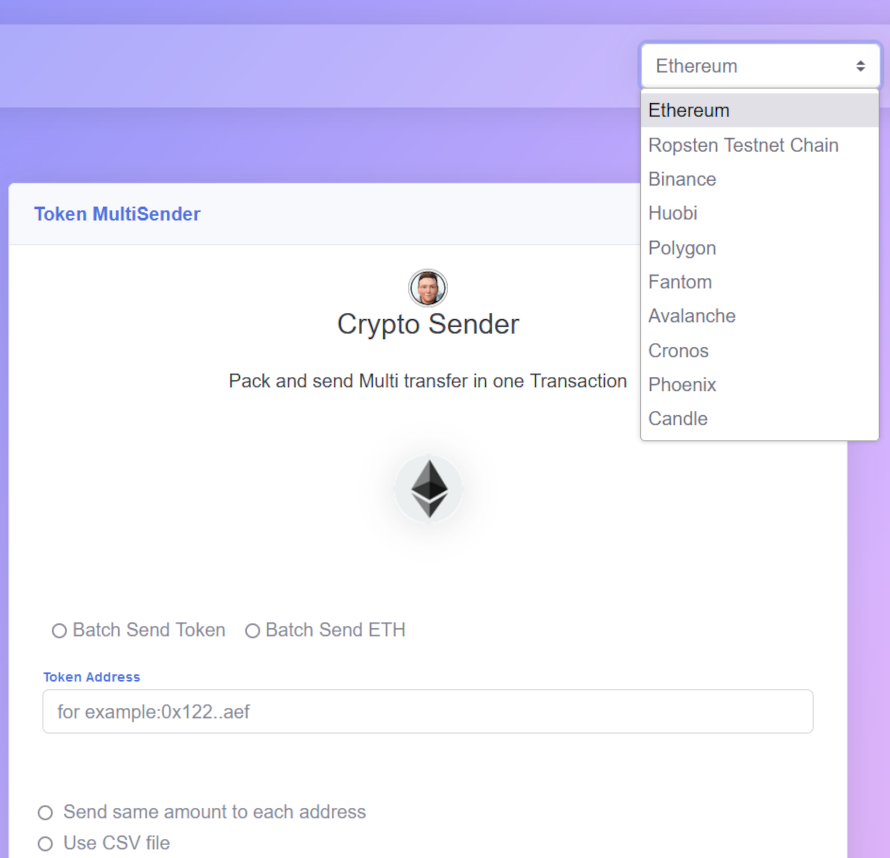 Ethereum
Ethereum
Ropsten Testnet Chain
Binance
Huobi
Polygon
Fantom
Avalanche
Cronos
Phoenix
Candle
Token MultiSender
Crypto Sender
Pack and send Multi transfer in one Transaction
Batch Send Token Batch Send ETH
Token Address
for example:0x122..aef
Send same amount to each address
Use CSV file